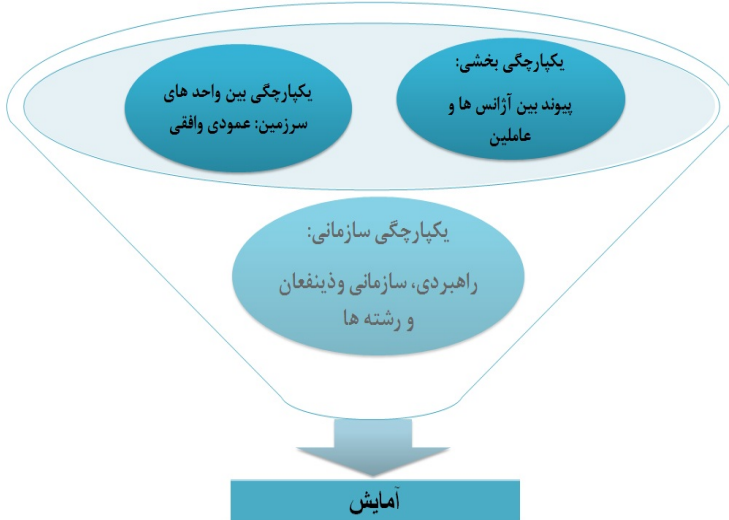 یکپارچگی بخشی:
پیوند بین آژانس ها و
عاملین
یکپارچگی بین واحد های
سرزمین: عمودی وافقی
یکپارچگی سازمانی:
راهبردی، سازمانی وذینفعان
و رشته ها
آمایش